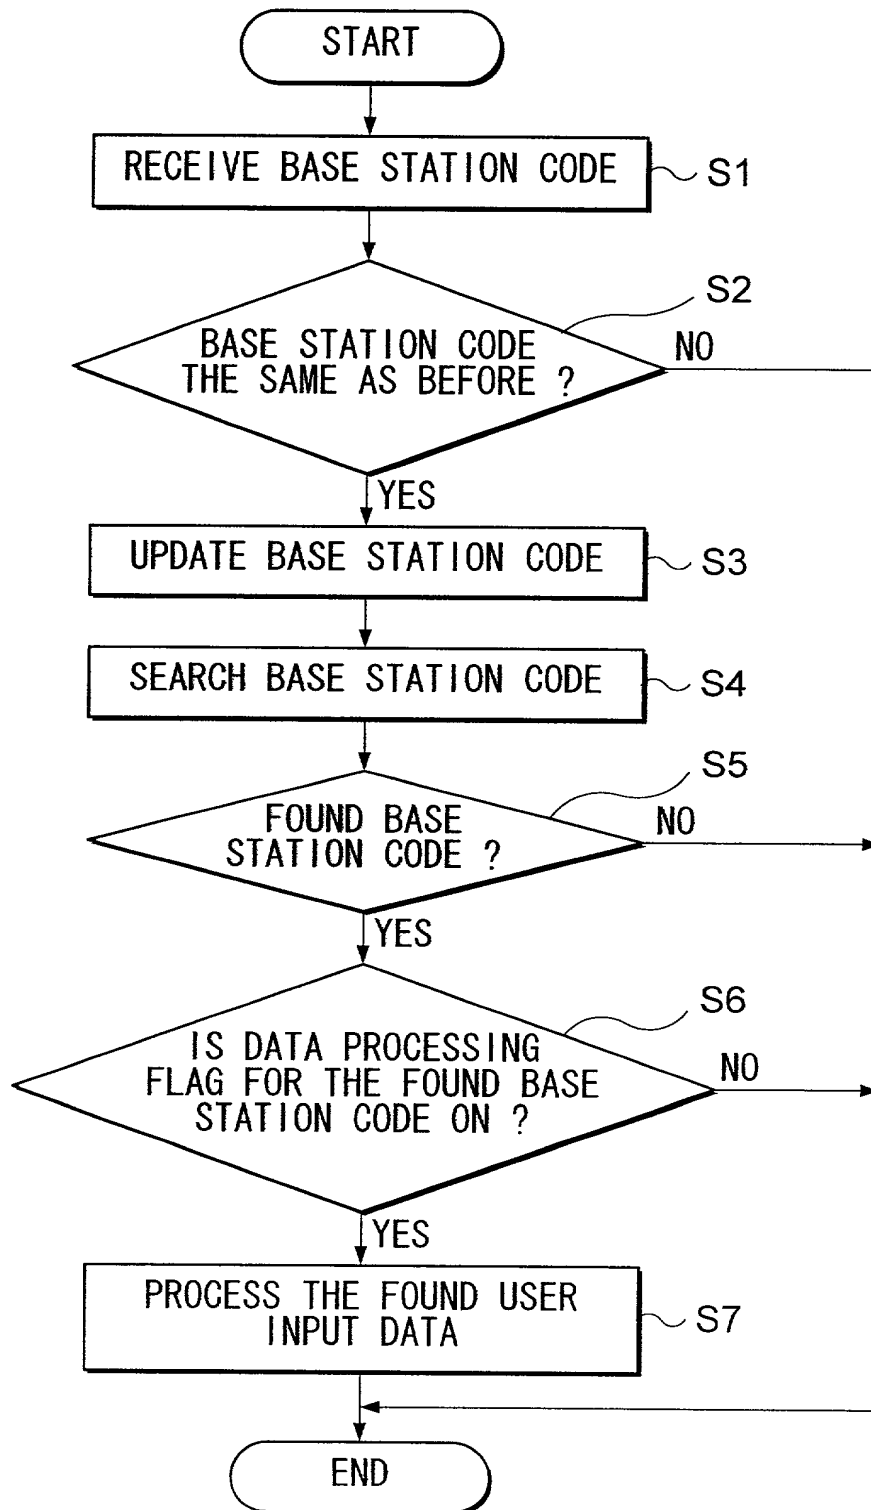 START
RECEIVE BASE STATION CODE
S1
S2
BASE STATION CODE
THE SAME AS BEFORE ?
NO
YES
UPDATE BASE STATION CODE
S3
SEARCH BASE STATION CODE
S4
S5
FOUND BASE
STATION CODE ?
NO
YES
S6
IS DATA PROCESSING
FLAG FOR THE FOUND BASE
STATION CODE ON ?
NO
YES
PROCESS THE FOUND USER
INPUT DATA
S7
END